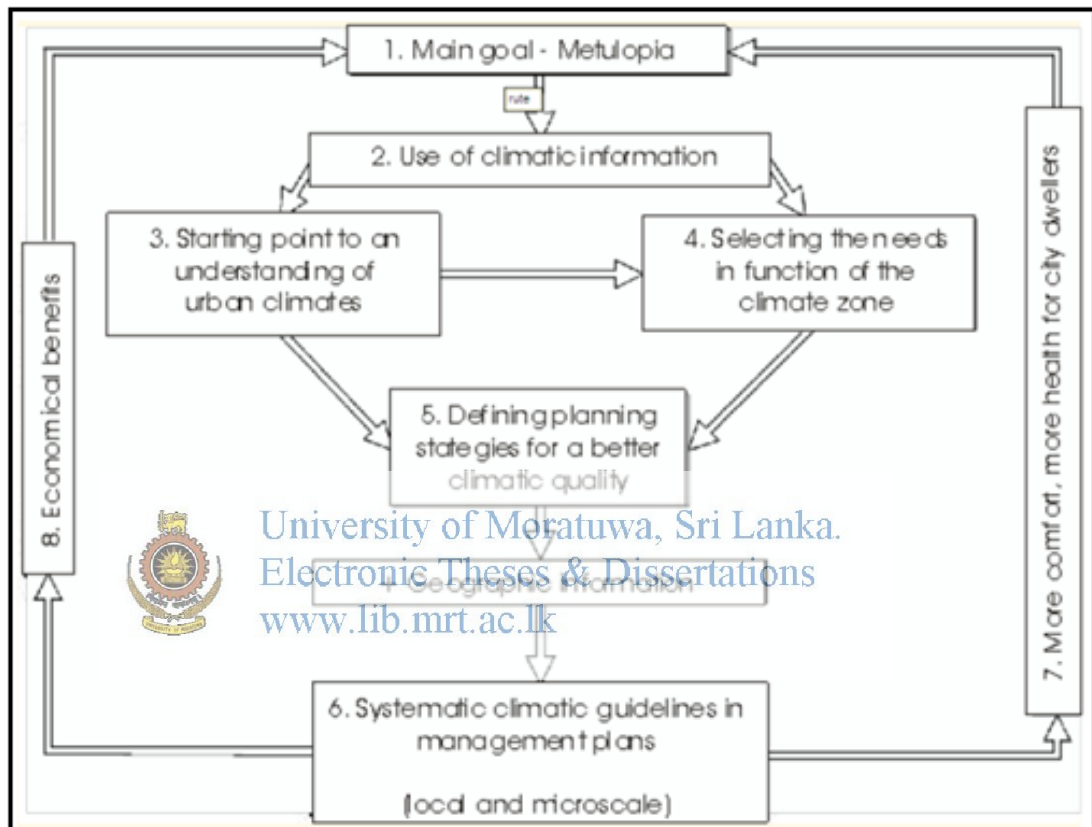 1. Main goal - Metulopia
rute
2. Use of climatic information
3. Starting point to an
understanding of
urban climates
4. Selecting the needs
in function of the
climate zone
5. Defining planning
stategies for a better
climatic quality
+ Geographic information
6. Systematic climatic guidelines in
management plans
(local and microscale)
7. More comfort, more health for city dwellers
8. Economical benefits
University of Moratuwa, Sri Lanka.
Electronic Theses & Dissertations
www.lib.mrt.ac.lk